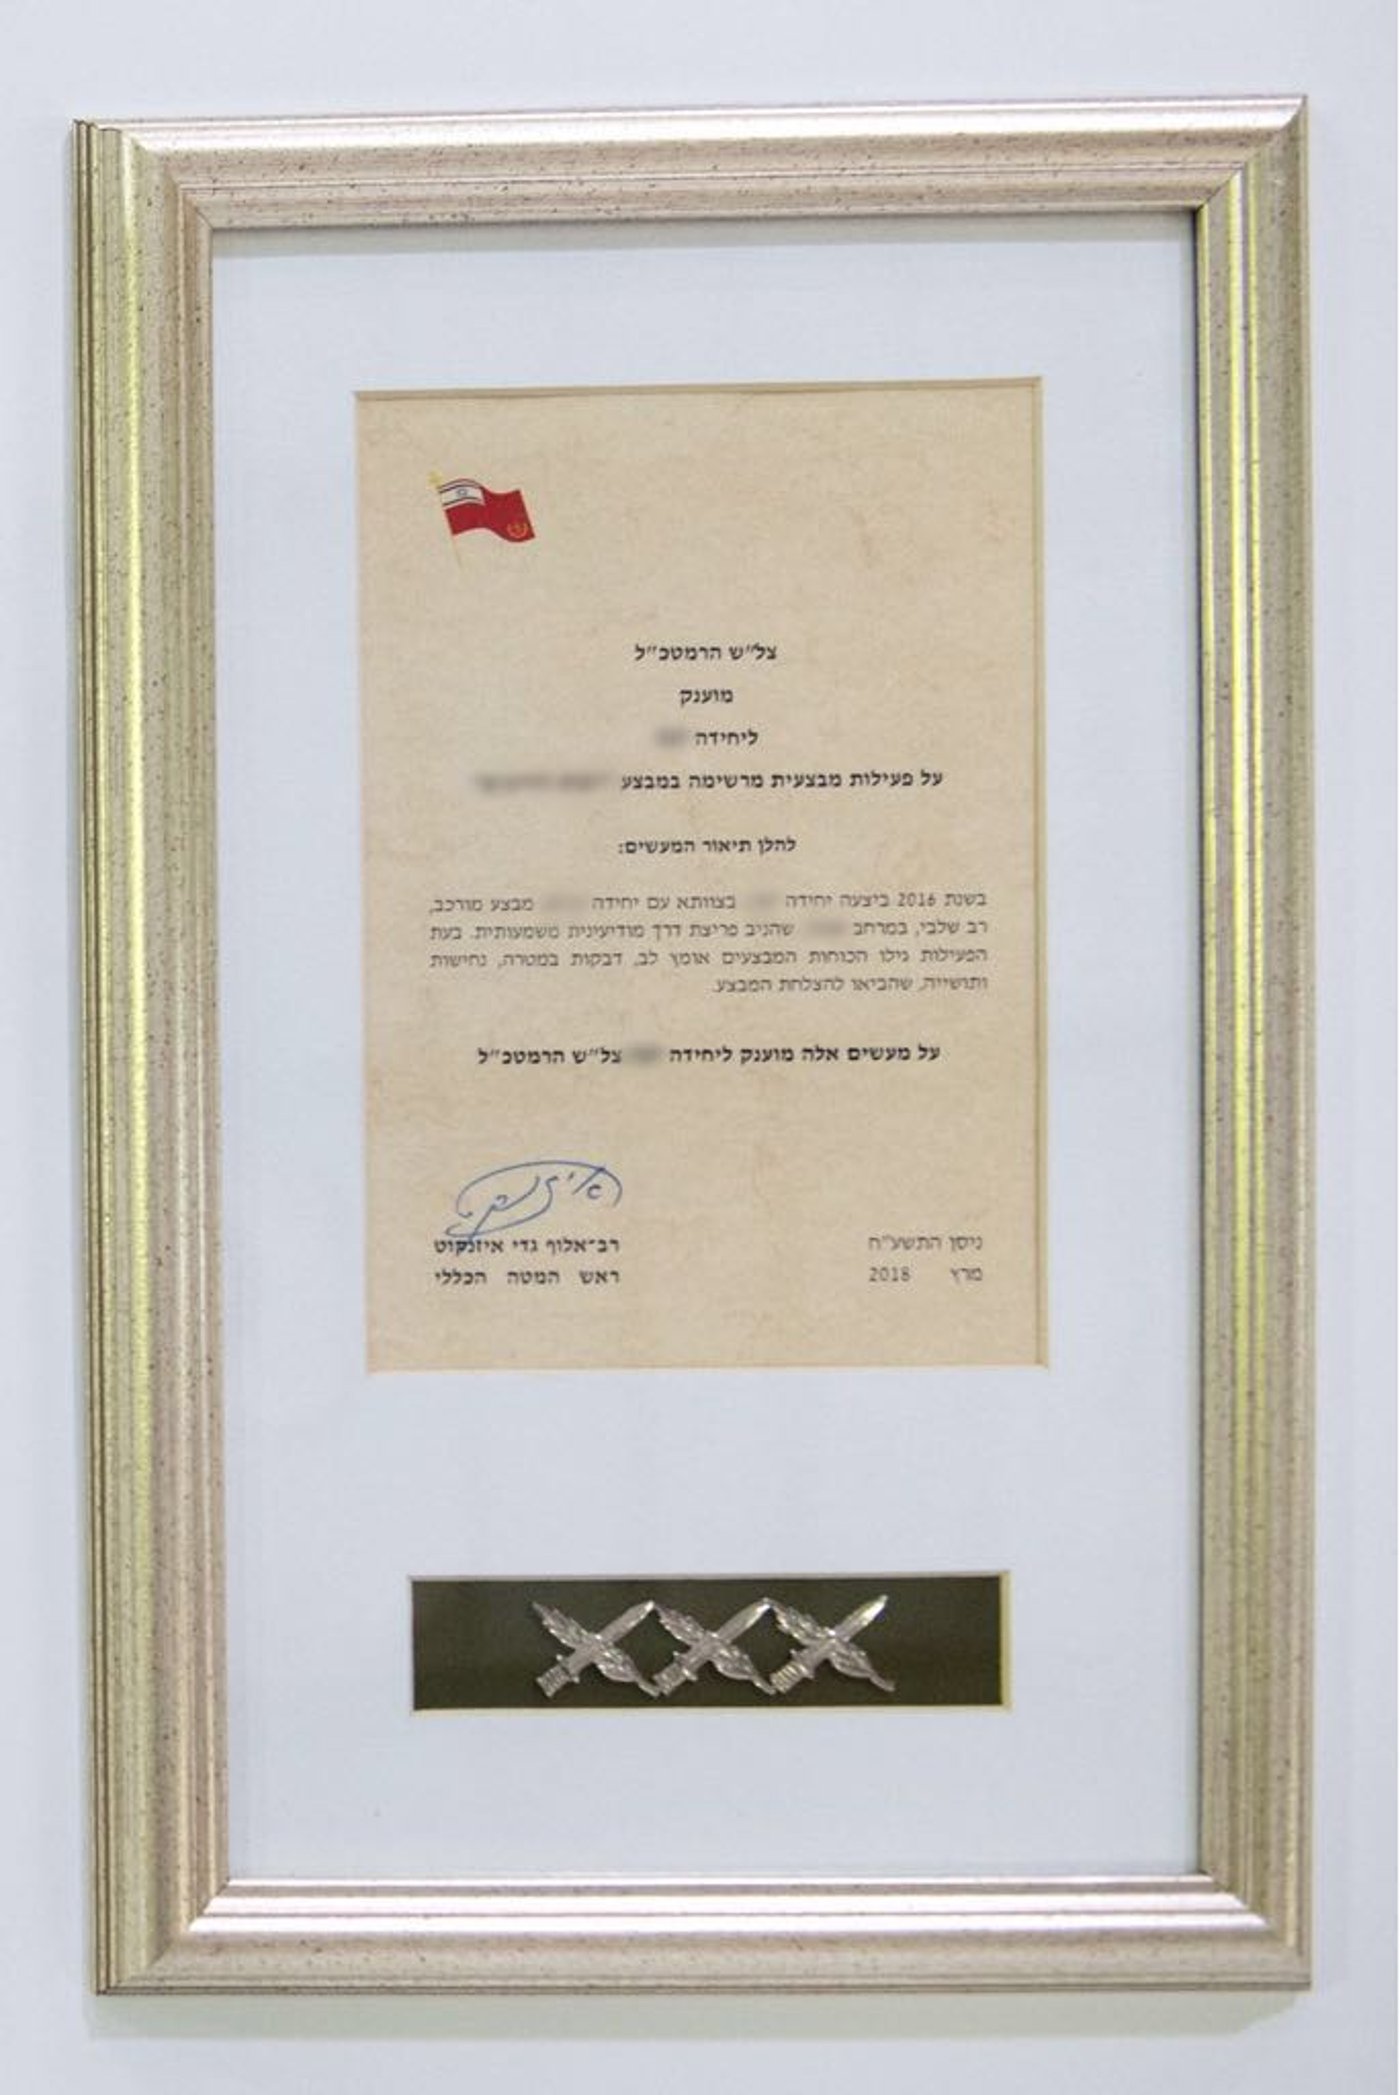 צל"ש הרמטכ"ל
מוענק
ליחידה
על פעילות מבצעית מרשימה במבצע
להלן תיאור המעשים:
בשנת 2016 ביצעה יחידה בצוותא עם יחידה מבצע מורכב,
רב שלבי, במרחב שהניב פריצת דרך מודיעינית משמעותית. בעת
הפעילות גילו הכוחות המבצעים אומץ לב, דבקות במטרה, נחישות
ותושייה, שהביאו להצלחת המבצע.
על מעשים אלה מוענק ליחידה צל"ש הרמטכ"ל
איזנקוט
רב־אלוף גדי איזנקוט
ראש המטה הכללי
ניסן התשע"ח
מרץ 2018